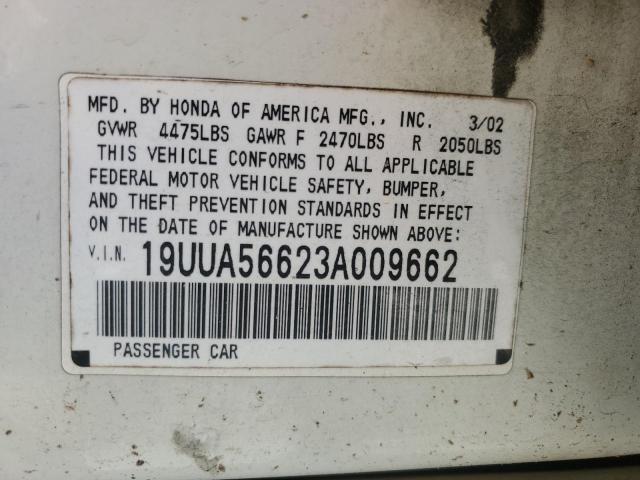 MFD. BY HONDA OF AMERICA MFG., INC. 3/02
GVWR 4475LBS GAWR F 2470LBS R 2050LBS
THIS VEHICLE CONFORMS TO ALL APPLICABLE
FEDERAL MOTOR VEHICLE SAFETY, BUMPER,
AND THEFT PREVENTION STANDARDS IN EFFECT
ON THE DATE OF MANUFACTURE SHOWN ABOVE:
V.I.N. 19UUA56623A009662
PASSENGER CAR